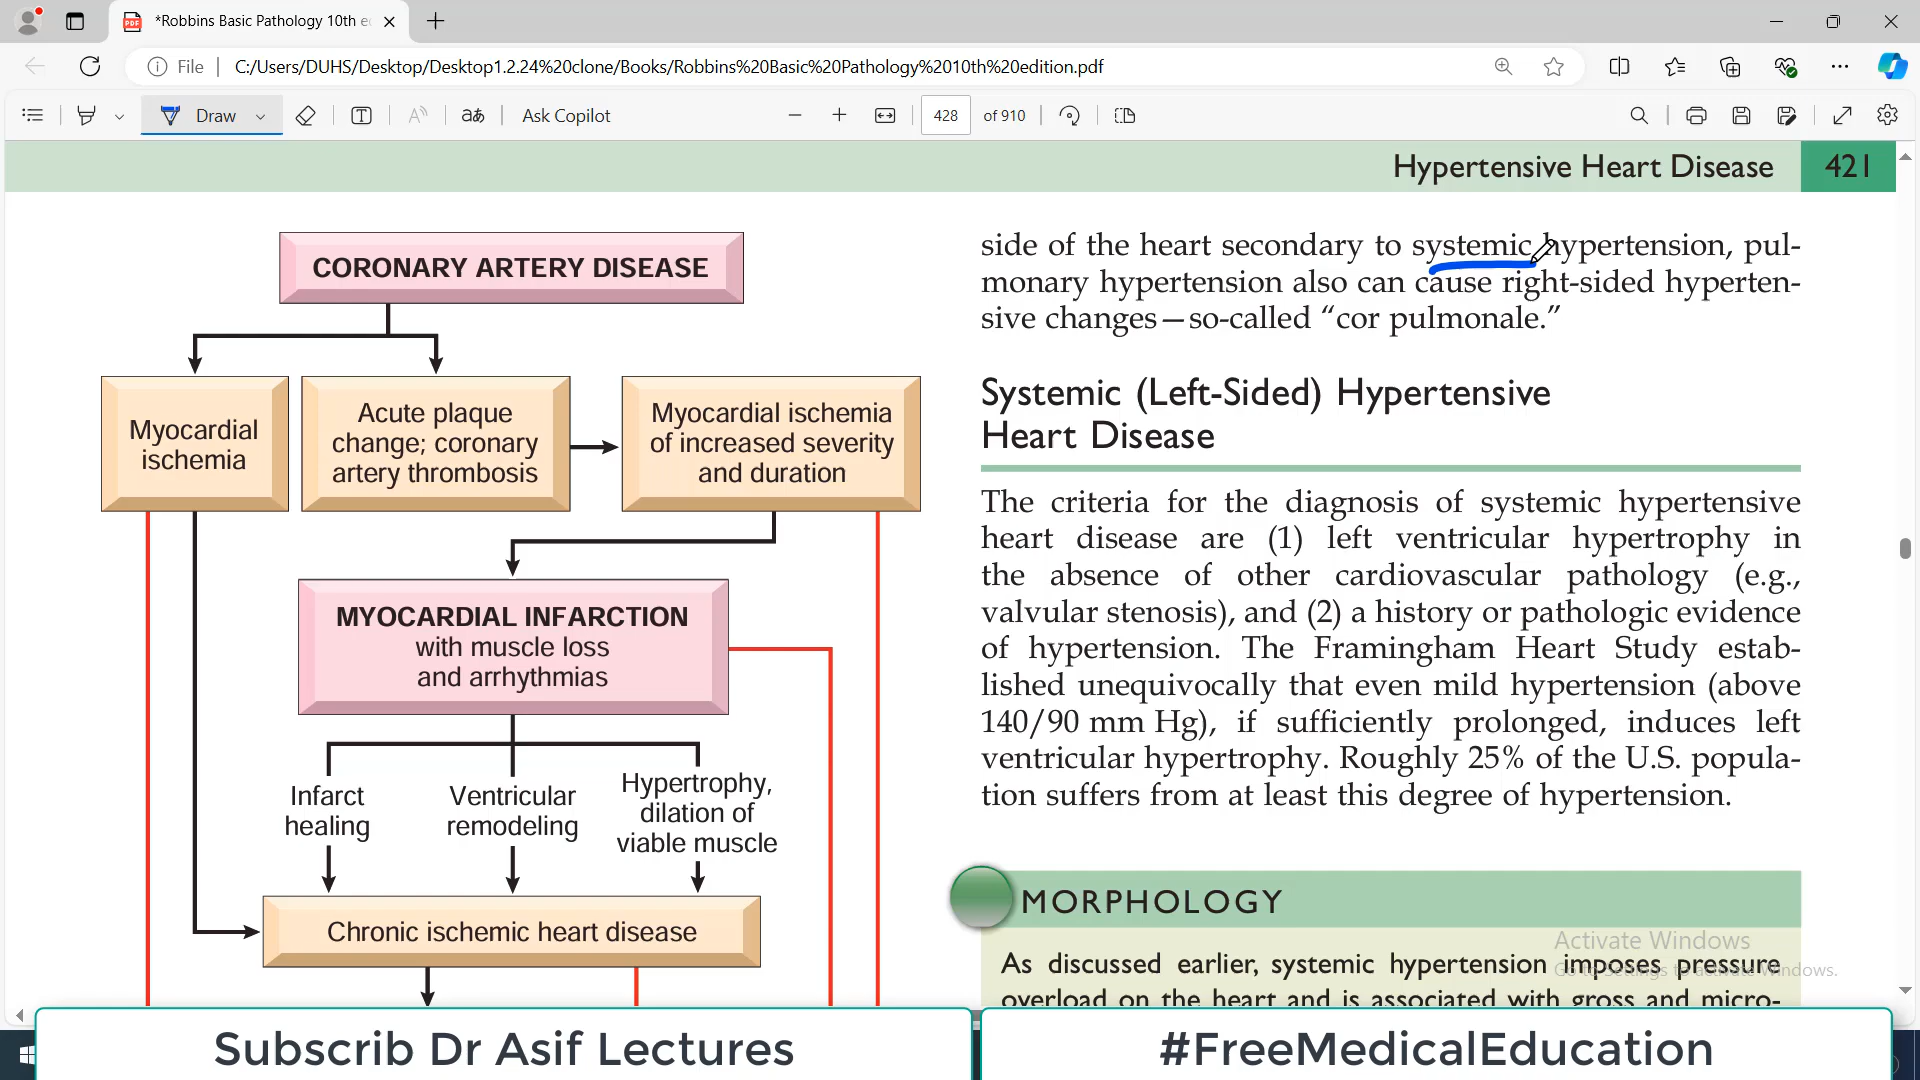 *Robbins Basic Pathology 10th e
File
C:/Users/DUHS/Desktop/Desktop1.2.24%20clone/Books/Robbins%20Basic%20Pathology%2010th%20edition.pdf
Draw
Ask Copilot
428 of 910
Hypertensive Heart Disease 421
CORONARY ARTERY DISEASE
Myocardial
ischemia
Acute plaque
change; coronary
artery thrombosis
Myocardial ischemia
of increased severity
and duration
MYOCARDIAL INFARCTION
with muscle loss
and arrhythmias
Infarct
healing
Ventricular
remodeling
Hypertrophy,
dilation of
viable muscle
Chronic ischemic heart disease
side of the heart secondary to systemic hypertension, pul-
monary hypertension also can cause right-sided hyperten-
sive changes—so-called “cor pulmonale.”
Systemic (Left-Sided) Hypertensive
Heart Disease
The criteria for the diagnosis of systemic hypertensive
heart disease are (1) left ventricular hypertrophy in
the absence of other cardiovascular pathology (e.g.,
valvular stenosis), and (2) a history or pathologic evidence
of hypertension. The Framingham Heart Study estab-
lished unequivocally that even mild hypertension (above
140/90 mm Hg), if sufficiently prolonged, induces left
ventricular hypertrophy. Roughly 25% of the U.S. popula-
tion suffers from at least this degree of hypertension.
MORPHOLOGY
As discussed earlier, systemic hypertension imposes pressure
overload on the heart and is associated with gross and micro-
Activate Windows
Go to Settings to activate Windows.
Subscrib Dr Asif Lectures
#FreeMedicalEducation